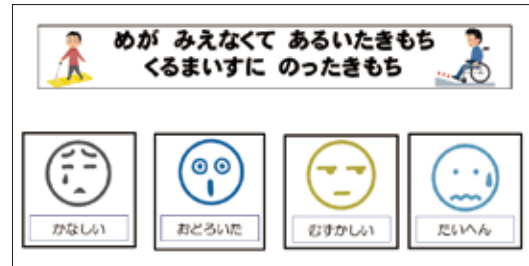 めが みえなくて あるいたきもち
くるまいすに のったきもち
かなしい
おどろいた
むずかしい
たいへん